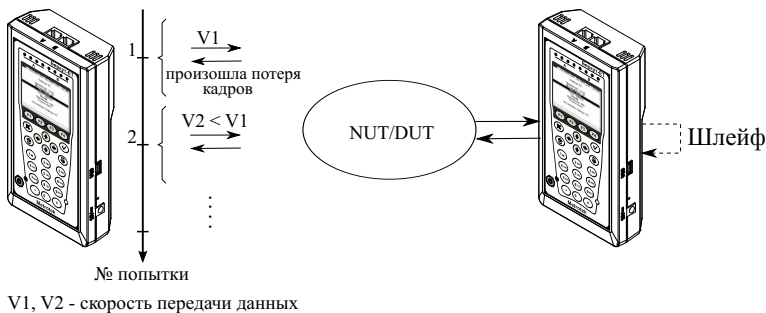 1
V1
произошла потеря
кадров
2
V2 < V1
NUT/DUT
Шлейф
№ попытки
V1, V2 - скорость передачи данных